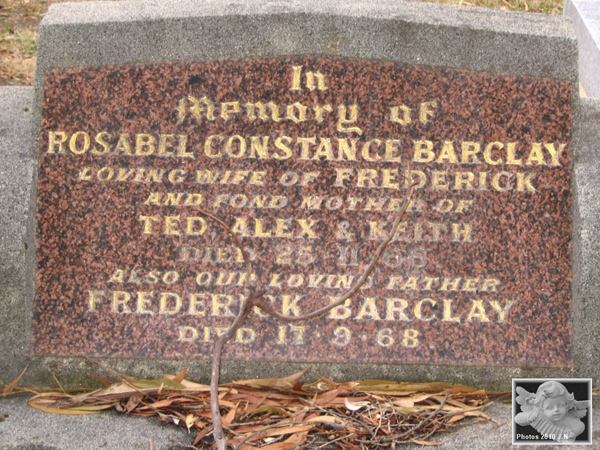 In
Memory of
ROSABEL CONSTANCE BARCLAY
LOVING WIFE OF FREDERICK
AND FOND MOTHER OF
TED, ALEX & KEITH
DIED 25·11·
ALSO OUR LOVING FATHER
FREDERICK BARCLAY
DIED 17·9·68
Photos 2010 J.N